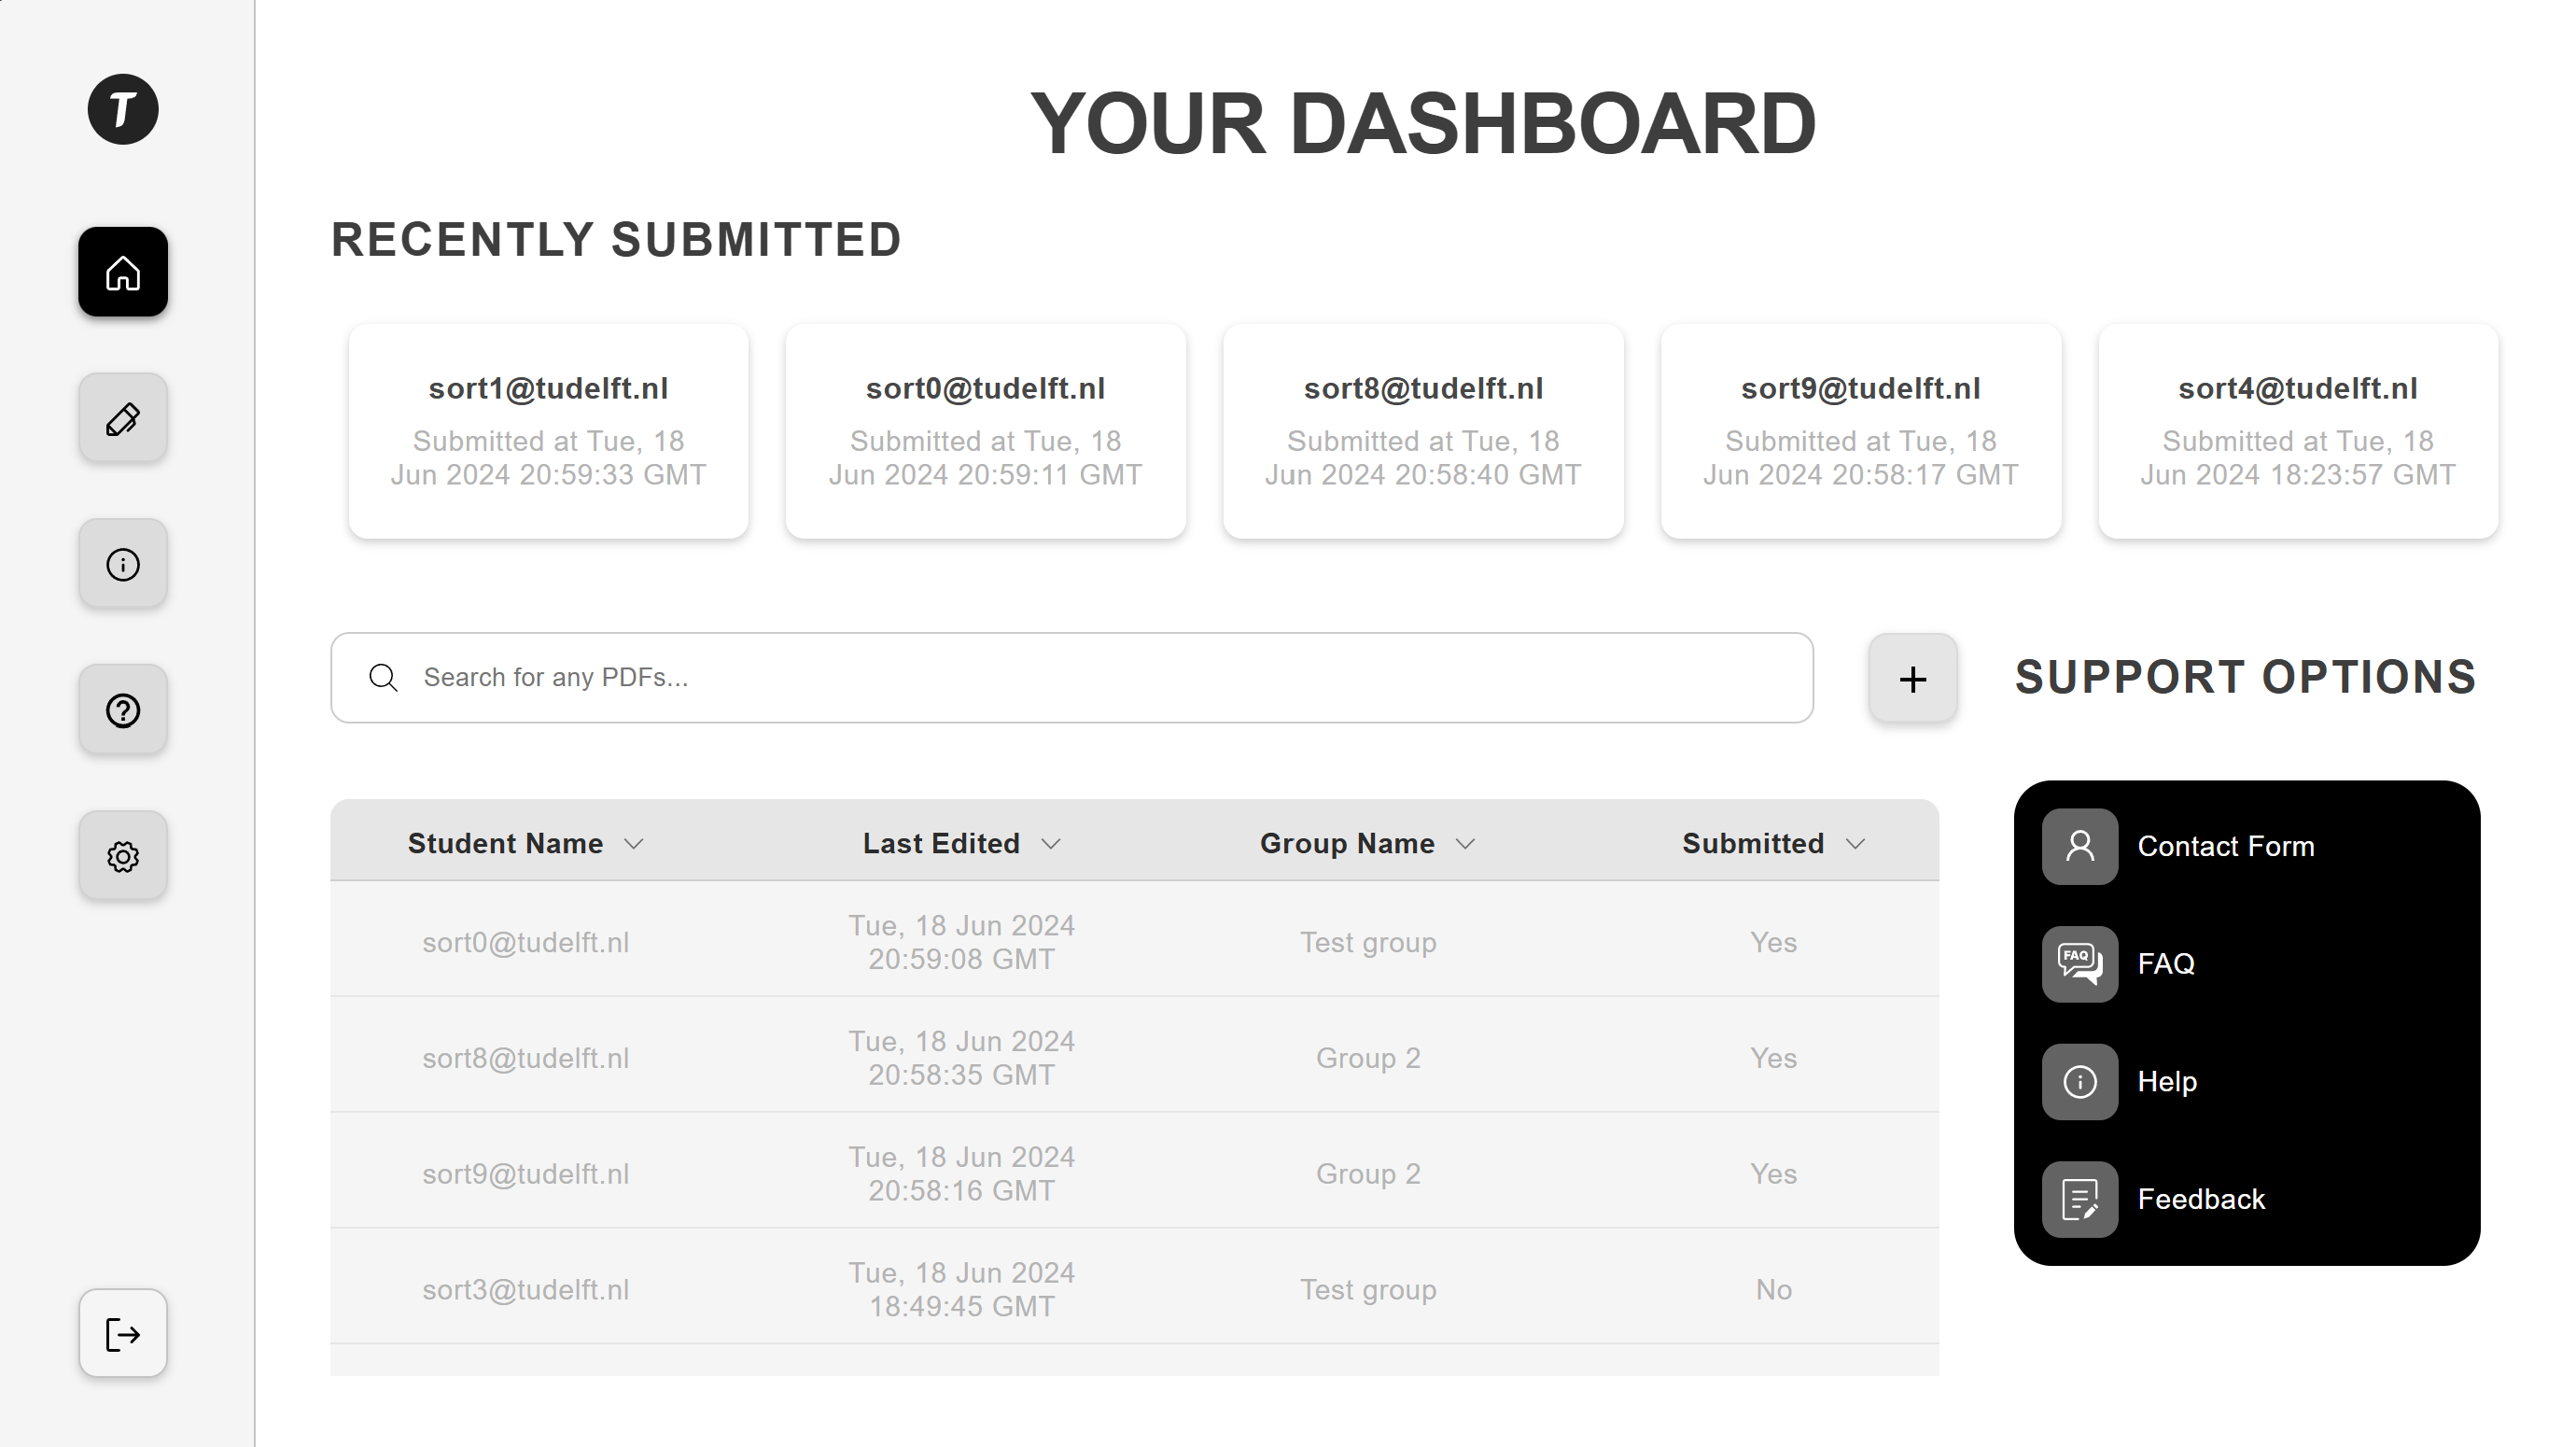 T
YOUR DASHBOARD
RECENTLY SUBMITTED
sort1@tudelft.nl
Submitted at Tue, 18
Jun 2024 20:59:33 GMT
sort0@tudelft.nl
Submitted at Tue, 18
Jun 2024 20:59:11 GMT
sort8@tudelft.nl
Submitted at Tue, 18
Jun 2024 20:58:40 GMT
sort9@tudelft.nl
Submitted at Tue, 18
Jun 2024 20:58:17 GMT
sort4@tudelft.nl
Submitted at Tue, 18
Jun 2024 18:23:57 GMT
Search for any PDFs...
Student Name Last Edited Group Name Submitted
sort0@tudelft.nl
Tue, 18 Jun 2024
20:59:08 GMT
Test group
Yes
sort8@tudelft.nl
Tue, 18 Jun 2024
20:58:35 GMT
Group 2
Yes
sort9@tudelft.nl
Tue, 18 Jun 2024
20:58:16 GMT
Group 2
Yes
sort3@tudelft.nl
Tue, 18 Jun 2024
18:49:45 GMT
Test group
No
SUPPORT OPTIONS
Contact Form
FAQ
FAQ
Help
Feedback